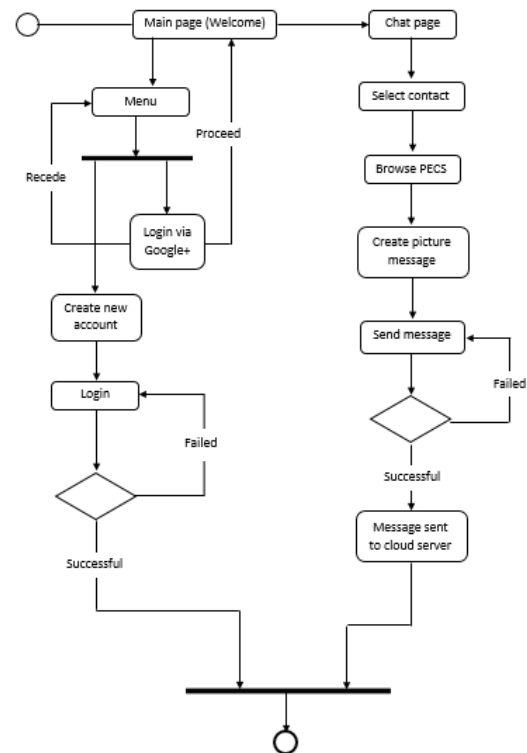 Main page (Welcome)
Chat page
Menu
Select contact
Proceed
Recede
Browse PECS
Login via
Google+
Create picture
message
Create new
account
Send message
Login
Failed
Failed
Successful
Message sent
to cloud server
Successful